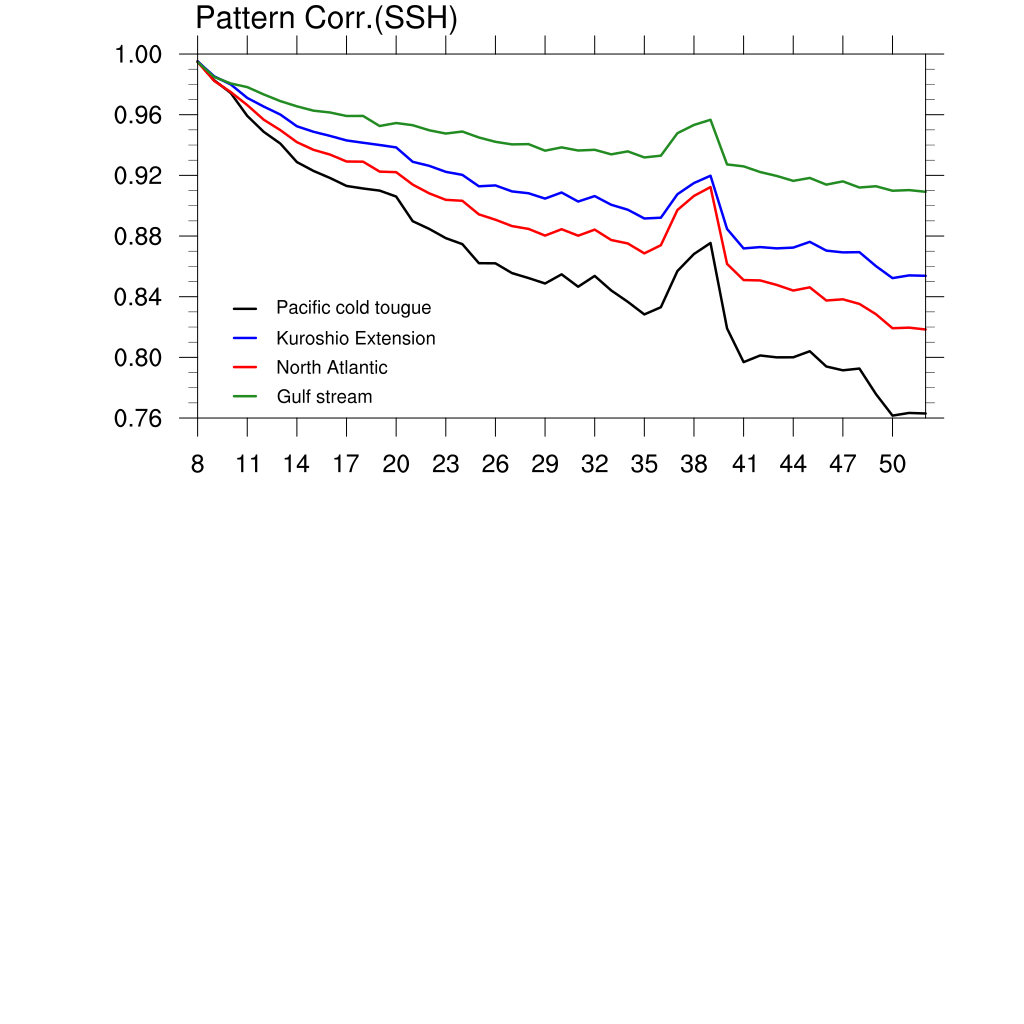 Pattern Corr.(SSH)
1.00
0.96
0.92
0.88
0.84
0.80
0.76
Pacific cold tougue
Kuroshio Extension
North Atlantic
Gulf stream
8 11 14 17 20 23 26 29 32 35 38 41 44 47 50